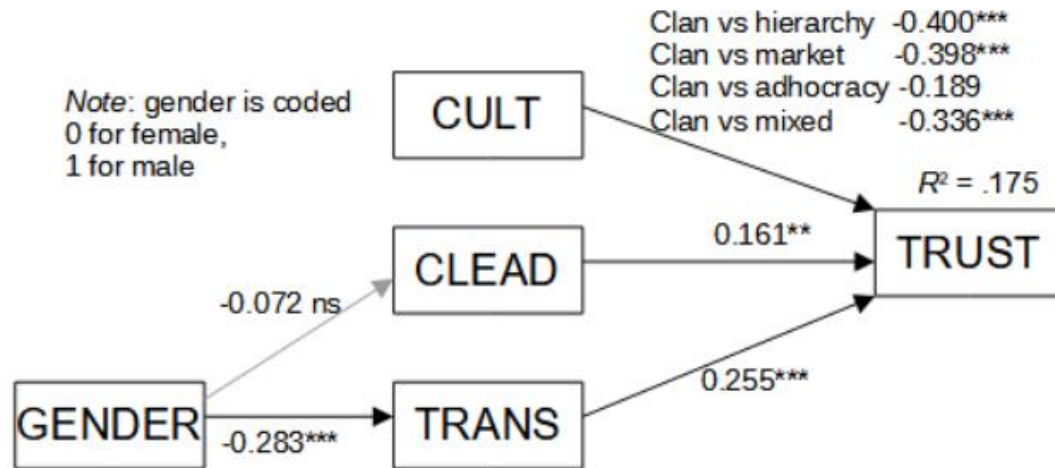 Clan vs hierarchy -0.400***
Clan vs market -0.398***
Clan vs adhocracy -0.189
Clan vs mixed -0.336***
Note: gender is coded
0 for female,
1 for male
CULT
R² = .175
TRUST
0.161**
CLEAD
-0.072 ns
0.255***
GENDER
-0.283***
TRANS